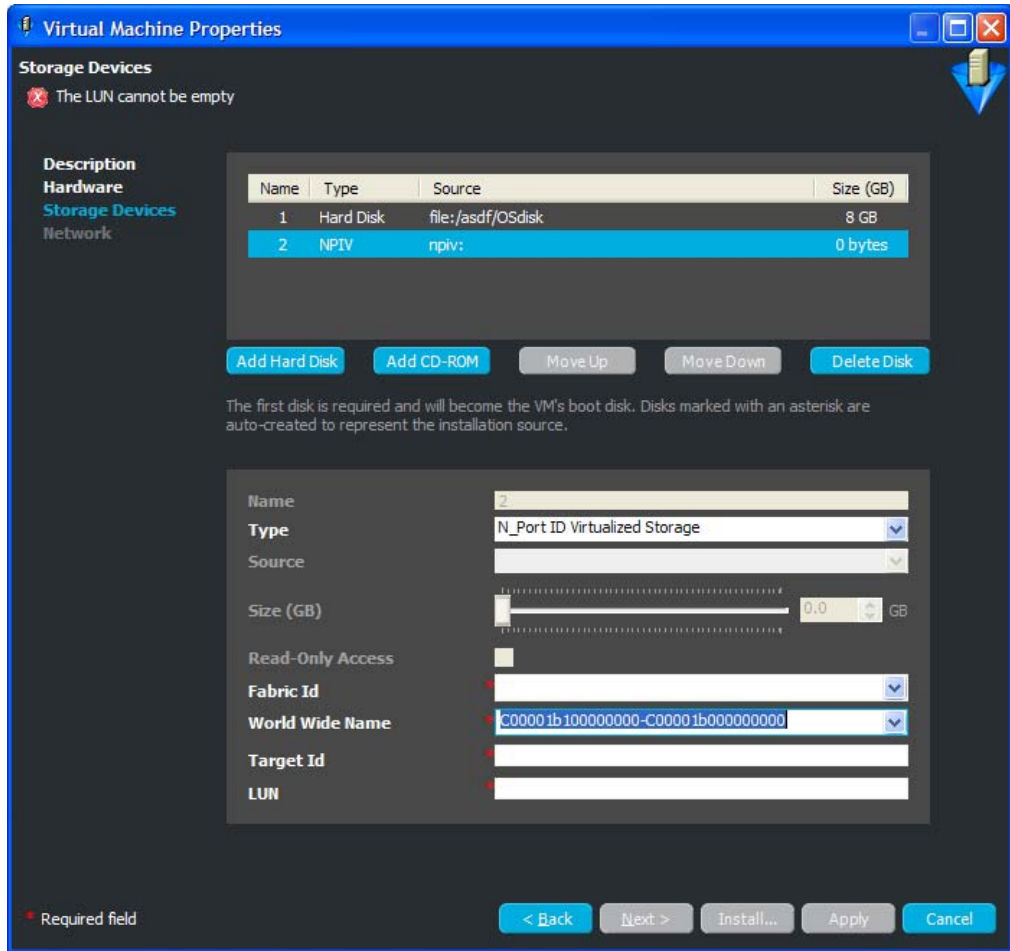 Virtual Machine Properties
Storage Devices
The LUN cannot be empty
Description
Hardware
Storage Devices
Network
Name Type Source Size (GB)
1 Hard Disk file:/asdf/OSdisk 8 GB
2 NPIV npiv: 0 bytes
Add Hard Disk Add CD-ROM Move Up Move Down Delete Disk
The first disk is required and will become the VM's boot disk. Disks marked with an asterisk are
auto-created to represent the installation source.
Name 2
Type N_Port ID Virtualized Storage
Source
Size (GB) 0.0 GB
Read-Only Access
Fabric Id *
World Wide Name * C00001b100000000-C00001b000000000
Target Id *
LUN *
* Required field < Back Next > Install... Apply Cancel